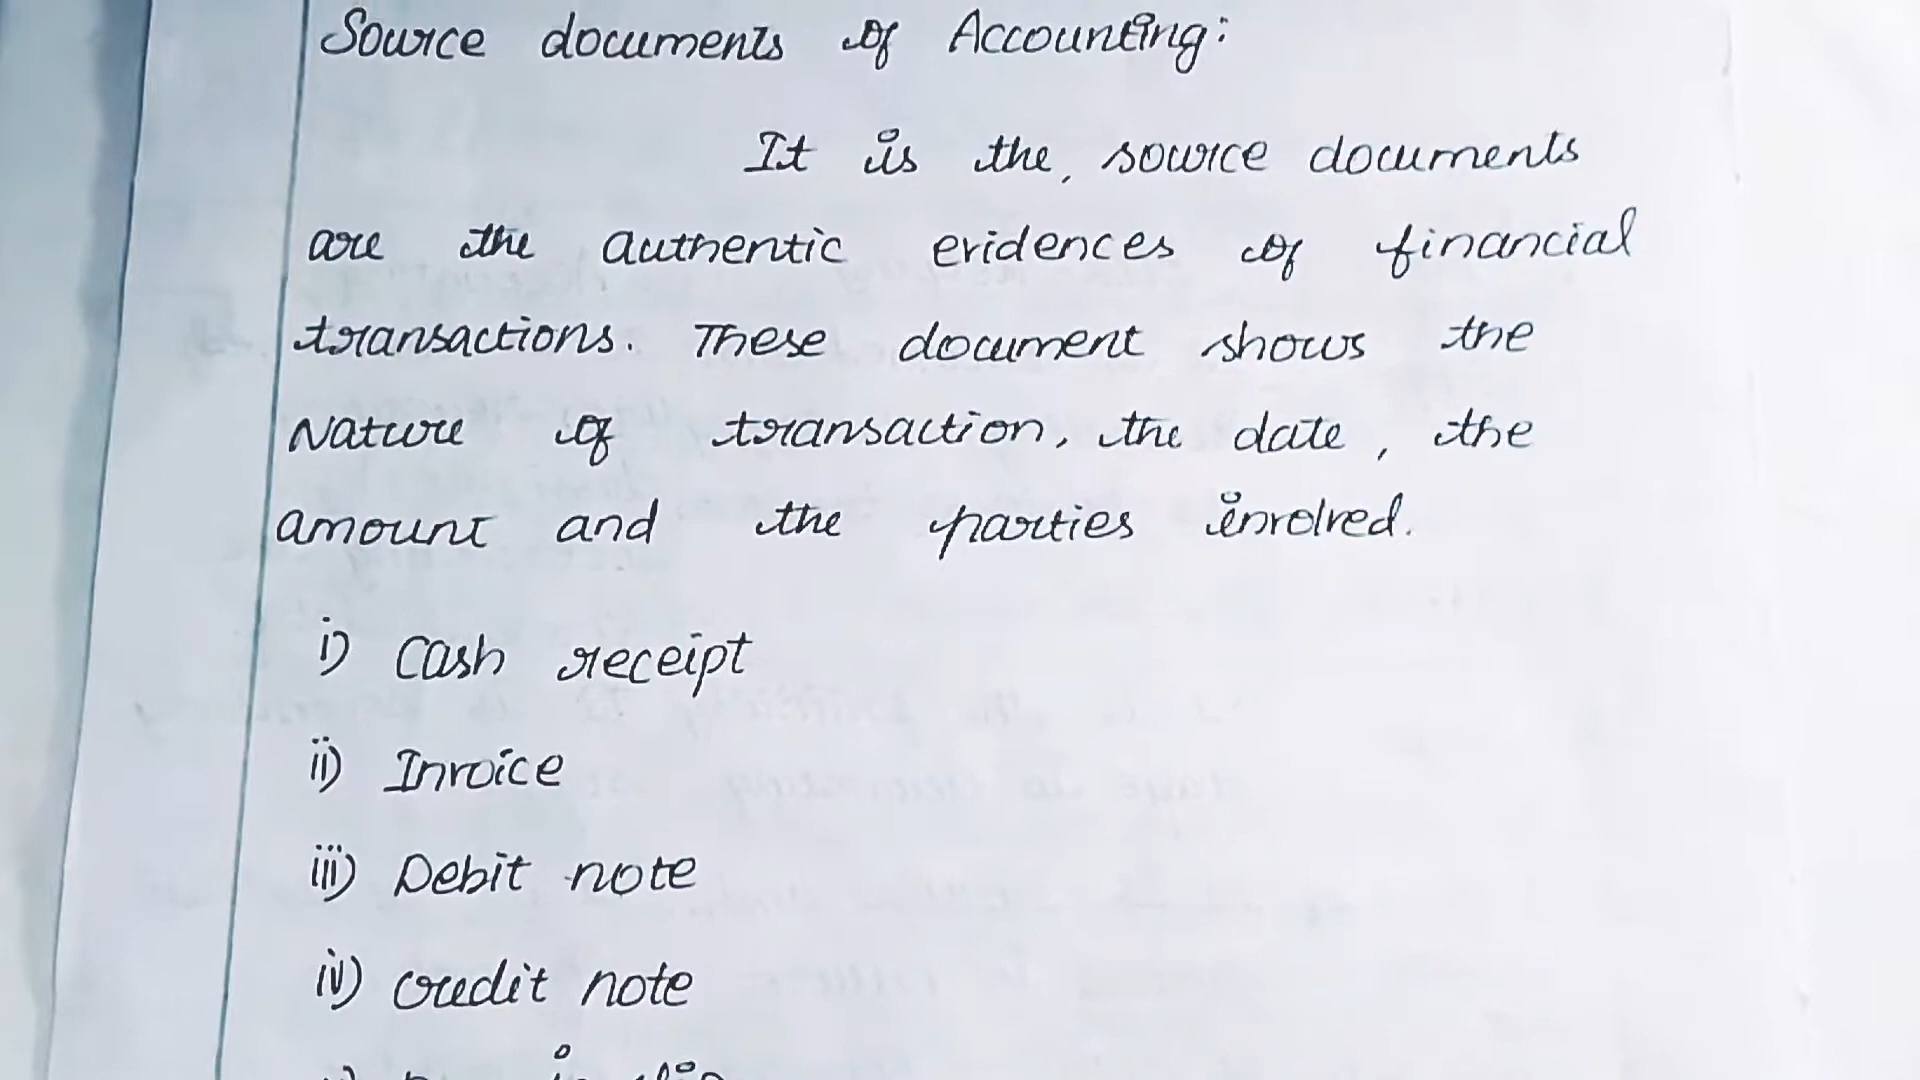 Source documents of Accounting:
It is the, source documents
are the authentic evidences of financial
transactions. These document shows the
Nature of transaction, the date, the
amount and the parties involved.
i) Cash receipt
ii) Invoice
iii) Debit note
iv) credit note